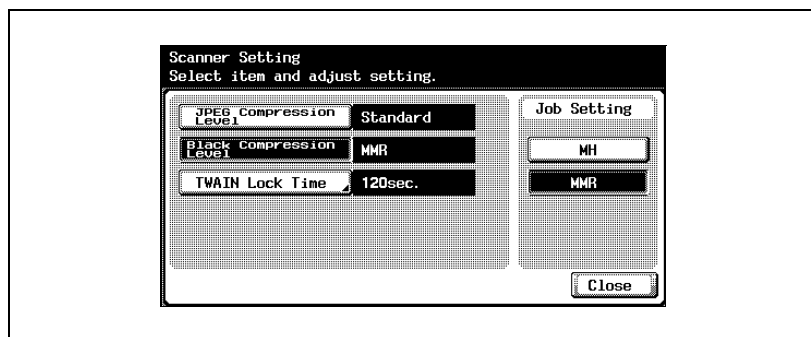 Scanner Setting
Select item and adjust setting.
JPEG Compression
Level
Standard
Black Compression
Level
MMR
TWAIN Lock Time
120sec.
Job Setting
MH
MMR
Close